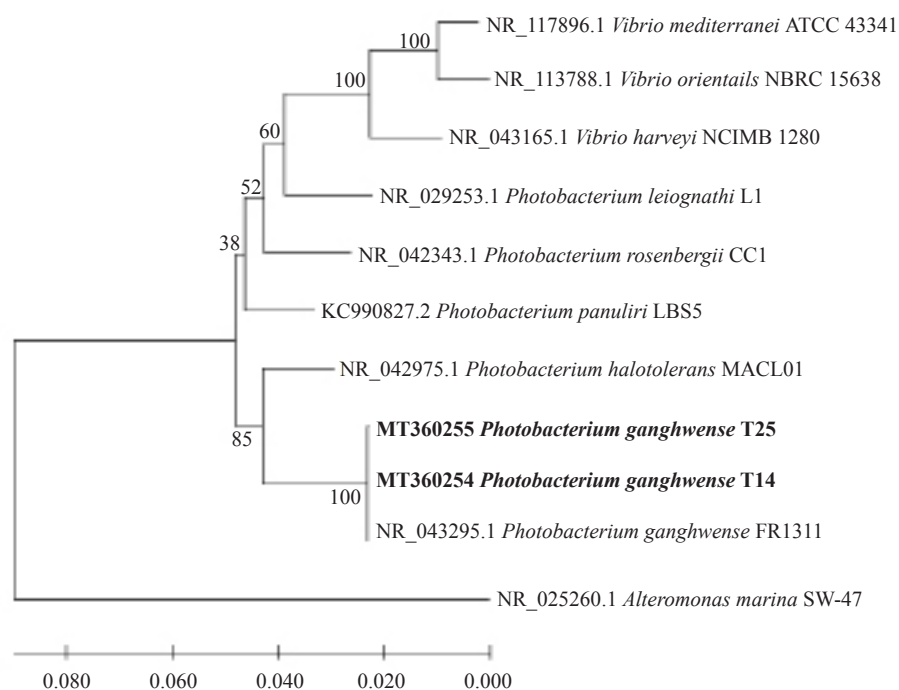 100
NR_117896.1 Vibrio mediterranei ATCC 43341
100
NR_113788.1 Vibrio orientails NBRC 15638
60
NR_043165.1 Vibrio harveyi NCIMB 1280
52
NR_029253.1 Photobacterium leiognathi L1
38
NR_042343.1 Photobacterium rosenbergii CC1
KC990827.2 Photobacterium panuliri LBS5
NR_042975.1 Photobacterium halotolerans MACL01
85
MT360255 Photobacterium ganghwense T25
MT360254 Photobacterium ganghwense T14
100
NR_043295.1 Photobacterium ganghwense FR1311
NR_025260.1 Alteromonas marina SW-47
0.080 0.060 0.040 0.020 0.000